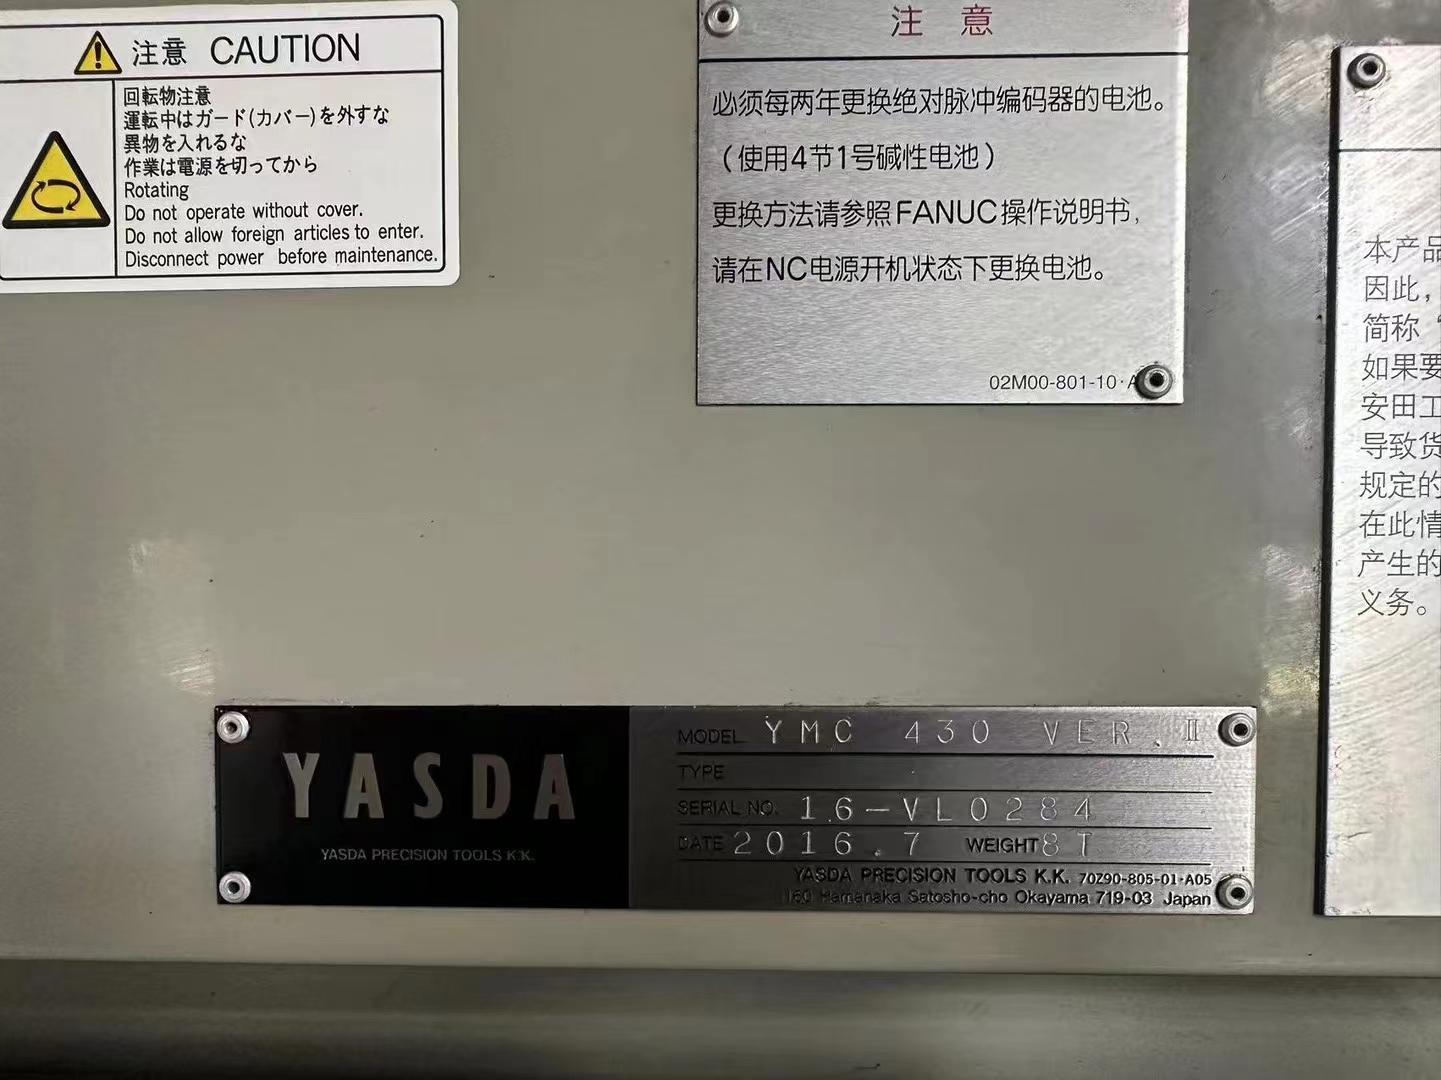 注意 CAUTION
回転物注意
運転中はガード(カバー)を外すな
異物を入れるな
作業は電源を切ってから
Rotating
Do not operate without cover.
Do not allow foreign articles to enter.
Disconnect power before maintenance.
注 意
必须每两年更换绝对脉冲编码器的电池。
(使用4节1号碱性电池)
更换方法请参照FANUC操作说明书,
请在NC电源开机状态下更换电池。
02M00-801-10·A
本产品
因此,
简称“
如果要
安田工
导致货
规定的
在此情
产生的
义务。
YASDA
YASDA PRECISION TOOLS K.K.
MODEL YMC 430 VER.Ⅱ
TYPE
SERIAL NO. 16-VL0284
DATE 2016.7 WEIGHT 8T
YASDA PRECISION TOOLS K.K. 70Z90-805-01·A05
1160 Hamanaka Satosho-cho Okayama 719-03 Japan